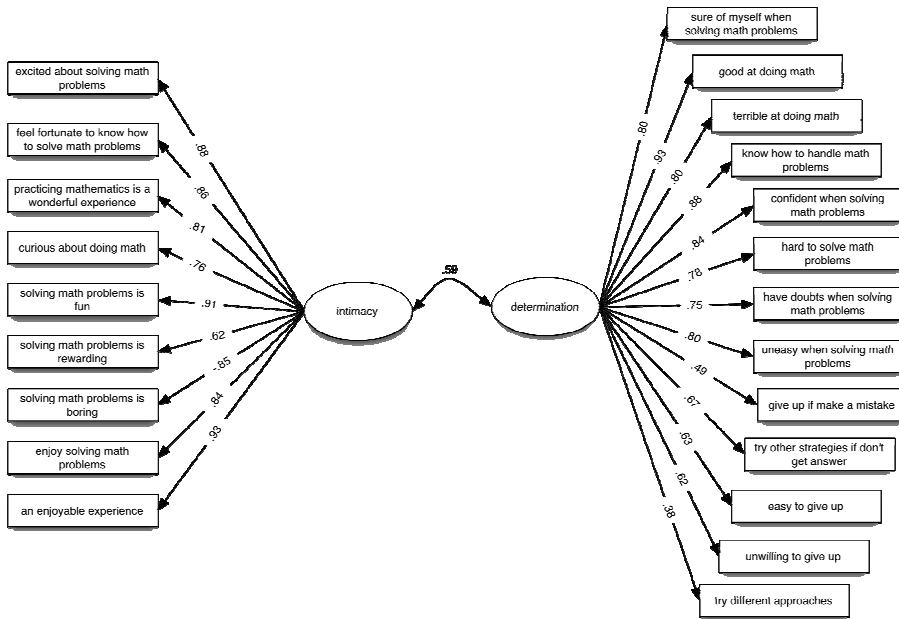 excited about solving math
problems
feel fortunate to know how
to solve math problems
practicing mathematics is a
wonderful experience
curious about doing math
solving math problems is
fun
solving math problems is
rewarding
solving math problems is
boring
enjoy solving math
problems
an enjoyable experience
.88
.86
.81
.76
.91
.62
-.85
.84
.93
intimacy
determination
.80
.93
.80
.88
.84
.78
.75
.80
.49
.67
.63
.62
.38
sure of myself when
solving math problems
good at doing math
terrible at doing math
know how to handle math
problems
confident when solving
math problems
hard to solve math
problems
have doubts when solving
math problems
uneasy when solving math
problems
give up if make a mistake
try other strategies if don't
get answer
easy to give up
unwilling to give up
try different approaches